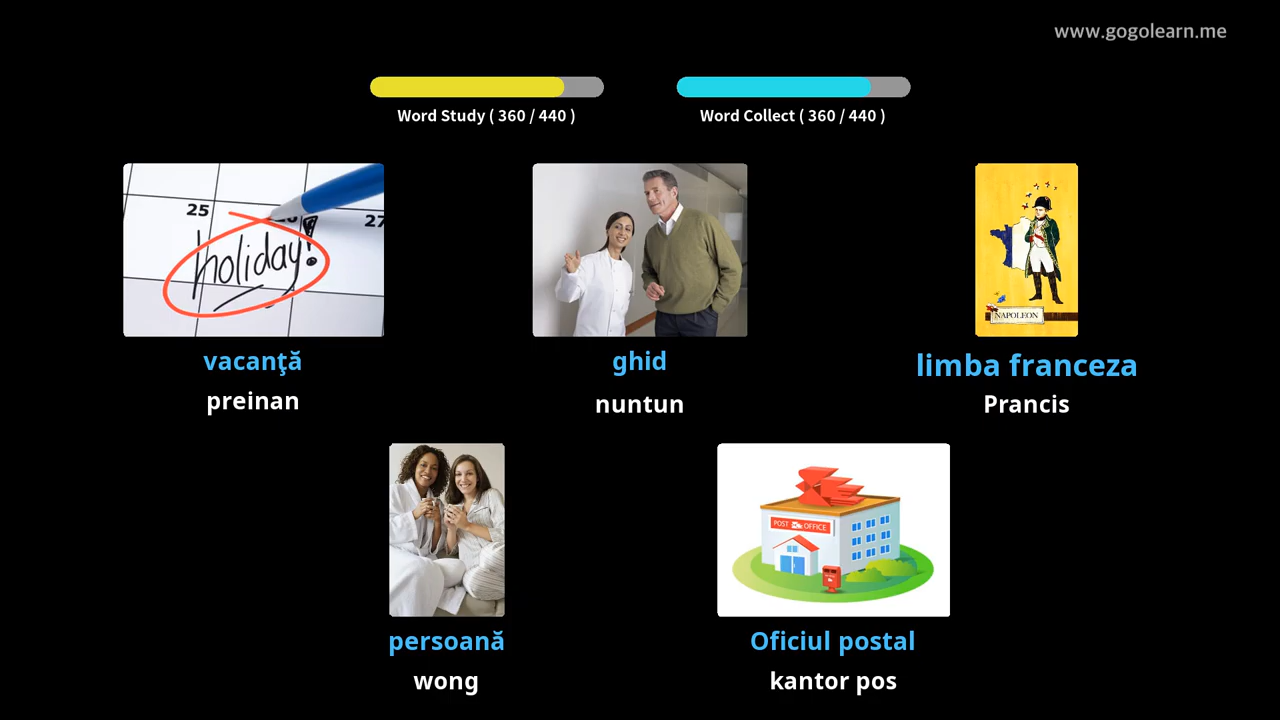 www.gogolearn.me
Word Study ( 360 / 440 )
Word Collect ( 360 / 440 )
25
27
holiday!
NAPOLEON
vacanţă
ghid
limba franceza
preinan
nuntun
Prancis
POST OFFICE
persoană
Oficiul postal
wong
kantor pos